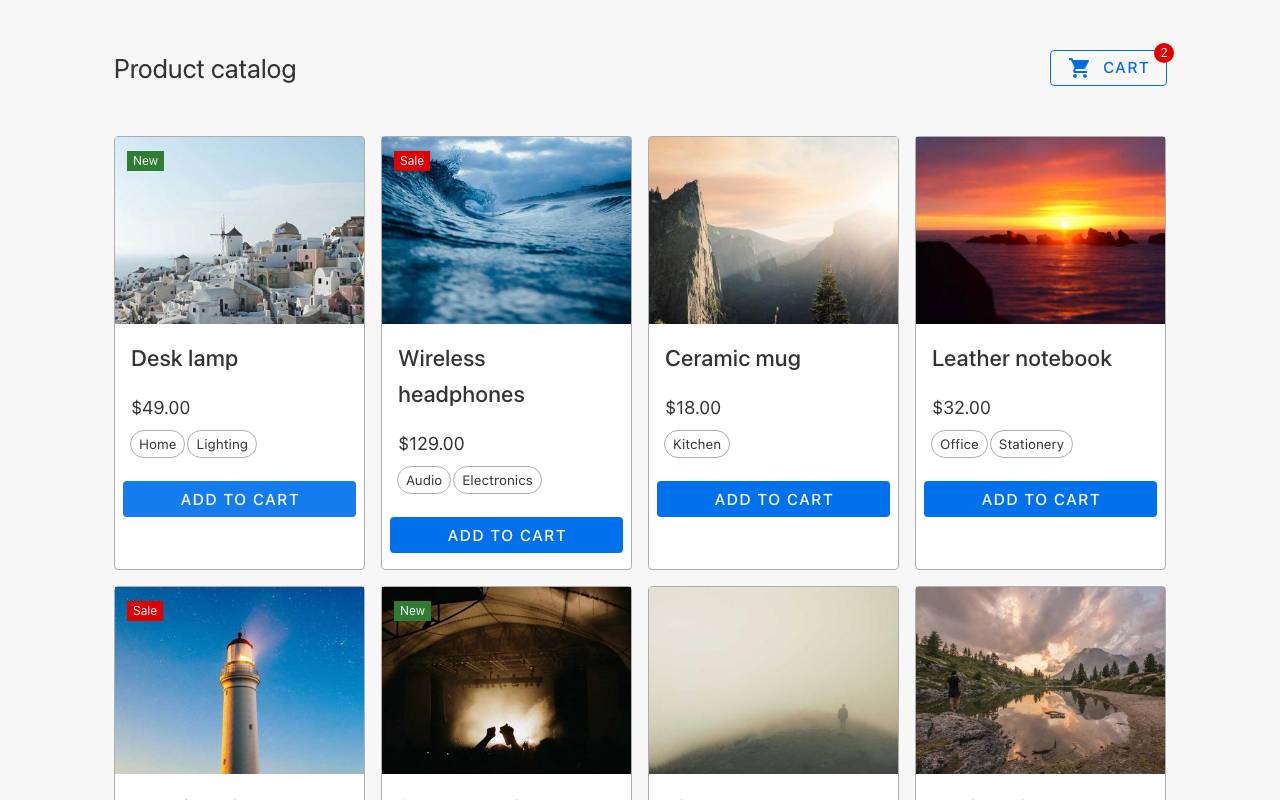 Product catalog
CART
2
New
Desk lamp
$49.00
Home
Lighting
ADD TO CART
Sale
Wireless
headphones
$129.00
Audio
Electronics
ADD TO CART
Ceramic mug
$18.00
Kitchen
ADD TO CART
Leather notebook
$32.00
Office
Stationery
ADD TO CART
Sale
New